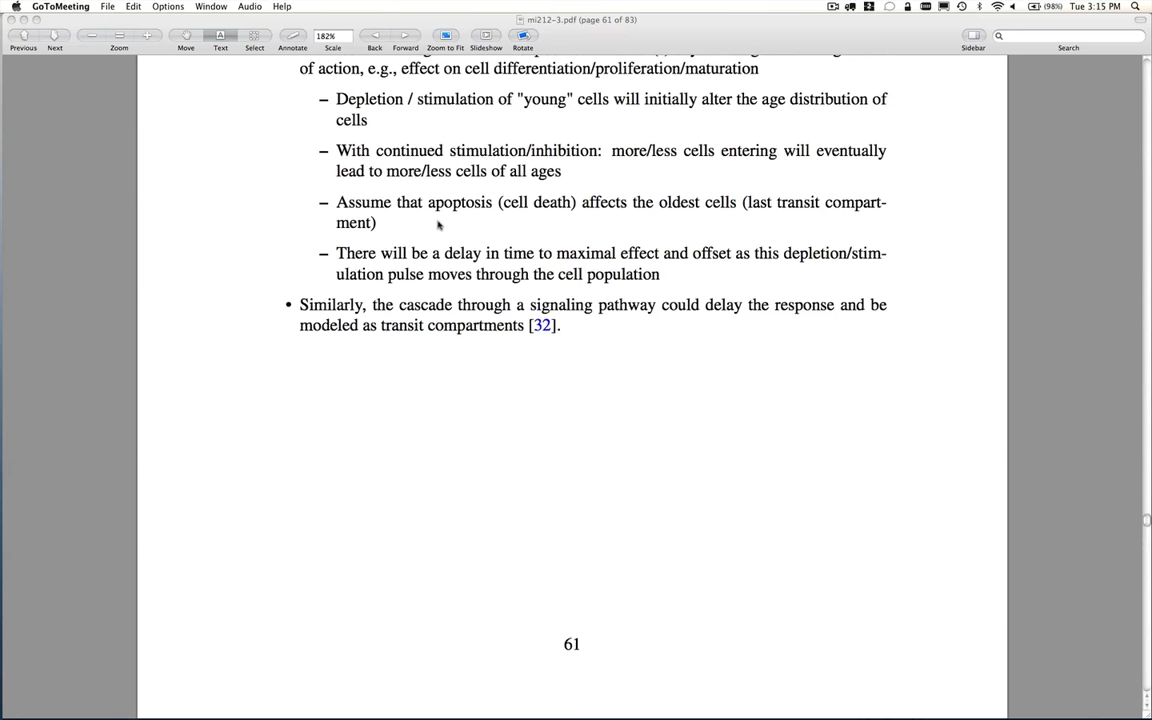 GoToMeeting File Edit Options Window Audio Help
(98%) Tue 3:15 PM
mi212-3.pdf (page 61 of 83)
182%
Previous Next Zoom Move Text Select Annotate Scale Back Forward Zoom to Fit Slideshow Rotate Sidebar Search
of action, e.g., effect on cell differentiation/proliferation/maturation
– Depletion / stimulation of "young" cells will initially alter the age distribution of
cells
– With continued stimulation/inhibition: more/less cells entering will eventually
lead to more/less cells of all ages
– Assume that apoptosis (cell death) affects the oldest cells (last transit compart-
ment)
– There will be a delay in time to maximal effect and offset as this depletion/stim-
ulation pulse moves through the cell population
• Similarly, the cascade through a signaling pathway could delay the response and be
modeled as transit compartments [32].
61